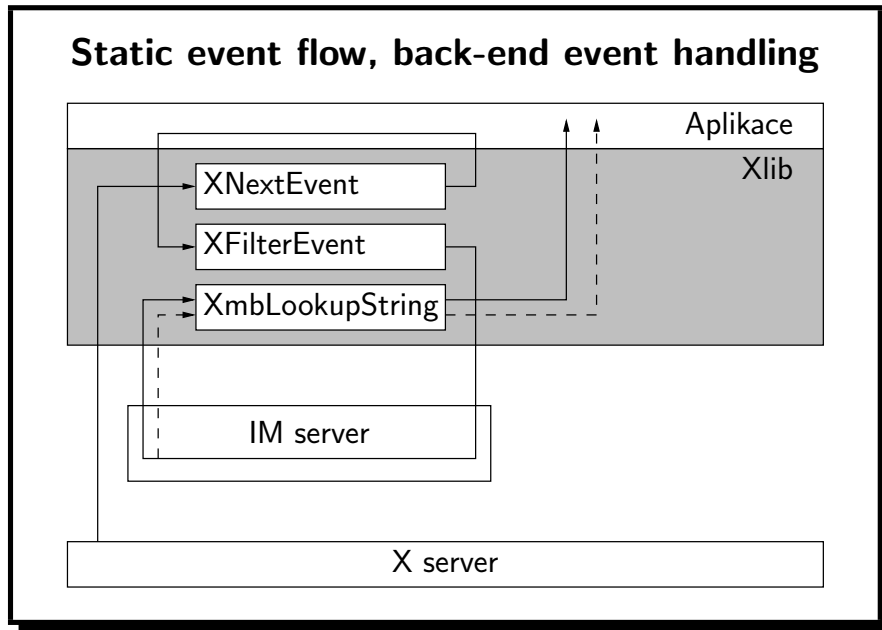 Static event flow, back-end event handling
Aplikace
Xlib
XNextEvent
XFilterEvent
XmbLookupString
IM server
X server